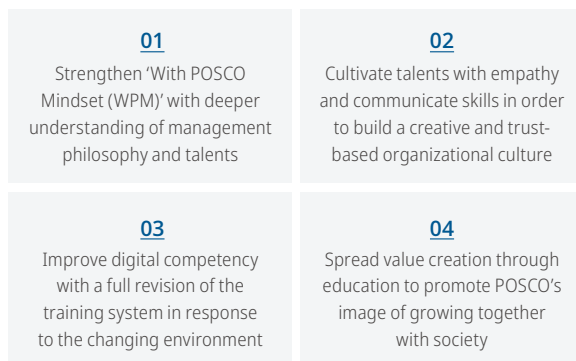 01
Strengthen ‘With POSCO
Mindset (WPM)’ with deeper
understanding of management
philosophy and talents
02
Cultivate talents with empathy
and communicate skills in order
to build a creative and trust-
based organizational culture
03
Improve digital competency
with a full revision of the
training system in response
to the changing environment
04
Spread value creation through
education to promote POSCO’s
image of growing together
with society